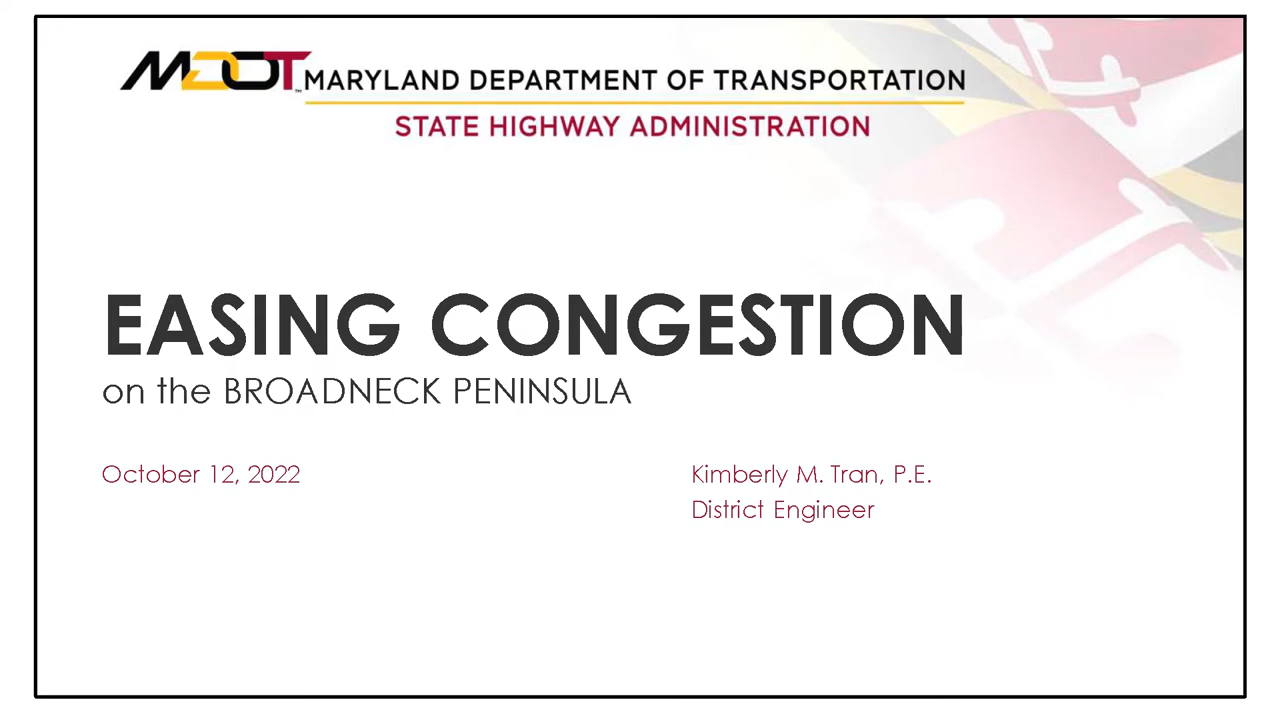 MDOT™ MARYLAND DEPARTMENT OF TRANSPORTATION
STATE HIGHWAY ADMINISTRATION
EASING CONGESTION
on the BROADNECK PENINSULA
October 12, 2022
Kimberly M. Tran, P.E.
District Engineer